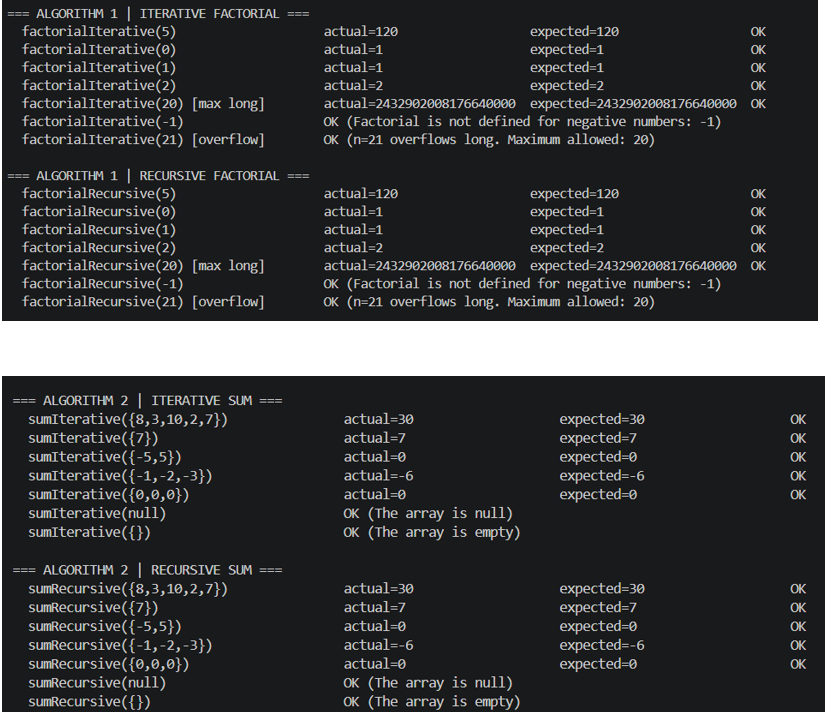 === ALGORITHM 1 | ITERATIVE FACTORIAL ===
factorialIterative(5) actual=120 expected=120 OK
factorialIterative(0) actual=1 expected=1 OK
factorialIterative(1) actual=1 expected=1 OK
factorialIterative(2) actual=2 expected=2 OK
factorialIterative(20) [max long] actual=2432902008176640000 expected=2432902008176640000 OK
factorialIterative(-1) OK (Factorial is not defined for negative numbers: -1)
factorialIterative(21) [overflow] OK (n=21 overflows long. Maximum allowed: 20)
=== ALGORITHM 1 | RECURSIVE FACTORIAL ===
factorialRecursive(5) actual=120 expected=120 OK
factorialRecursive(0) actual=1 expected=1 OK
factorialRecursive(1) actual=1 expected=1 OK
factorialRecursive(2) actual=2 expected=2 OK
factorialRecursive(20) [max long] actual=2432902008176640000 expected=2432902008176640000 OK
factorialRecursive(-1) OK (Factorial is not defined for negative numbers: -1)
factorialRecursive(21) [overflow] OK (n=21 overflows long. Maximum allowed: 20)
=== ALGORITHM 2 | ITERATIVE SUM ===
sumIterative({8,3,10,2,7}) actual=30 expected=30 OK
sumIterative({7}) actual=7 expected=7 OK
sumIterative({-5,5}) actual=0 expected=0 OK
sumIterative({-1,-2,-3}) actual=-6 expected=-6 OK
sumIterative({0,0,0}) actual=0 expected=0 OK
sumIterative(null) OK (The array is null)
sumIterative({}) OK (The array is empty)
=== ALGORITHM 2 | RECURSIVE SUM ===
sumRecursive({8,3,10,2,7}) actual=30 expected=30 OK
sumRecursive({7}) actual=7 expected=7 OK
sumRecursive({-5,5}) actual=0 expected=0 OK
sumRecursive({-1,-2,-3}) actual=-6 expected=-6 OK
sumRecursive({0,0,0}) actual=0 expected=0 OK
sumRecursive(null) OK (The array is null)
sumRecursive({}) OK (The array is empty)